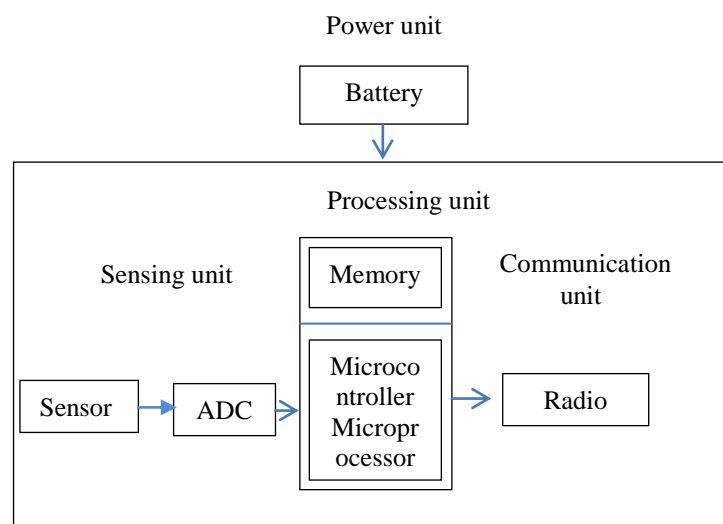 Power unit
Battery
Processing unit
Sensing unit
Memory
Communication
unit
Sensor
ADC
Microco
ntroller
Micropr
ocessor
Radio